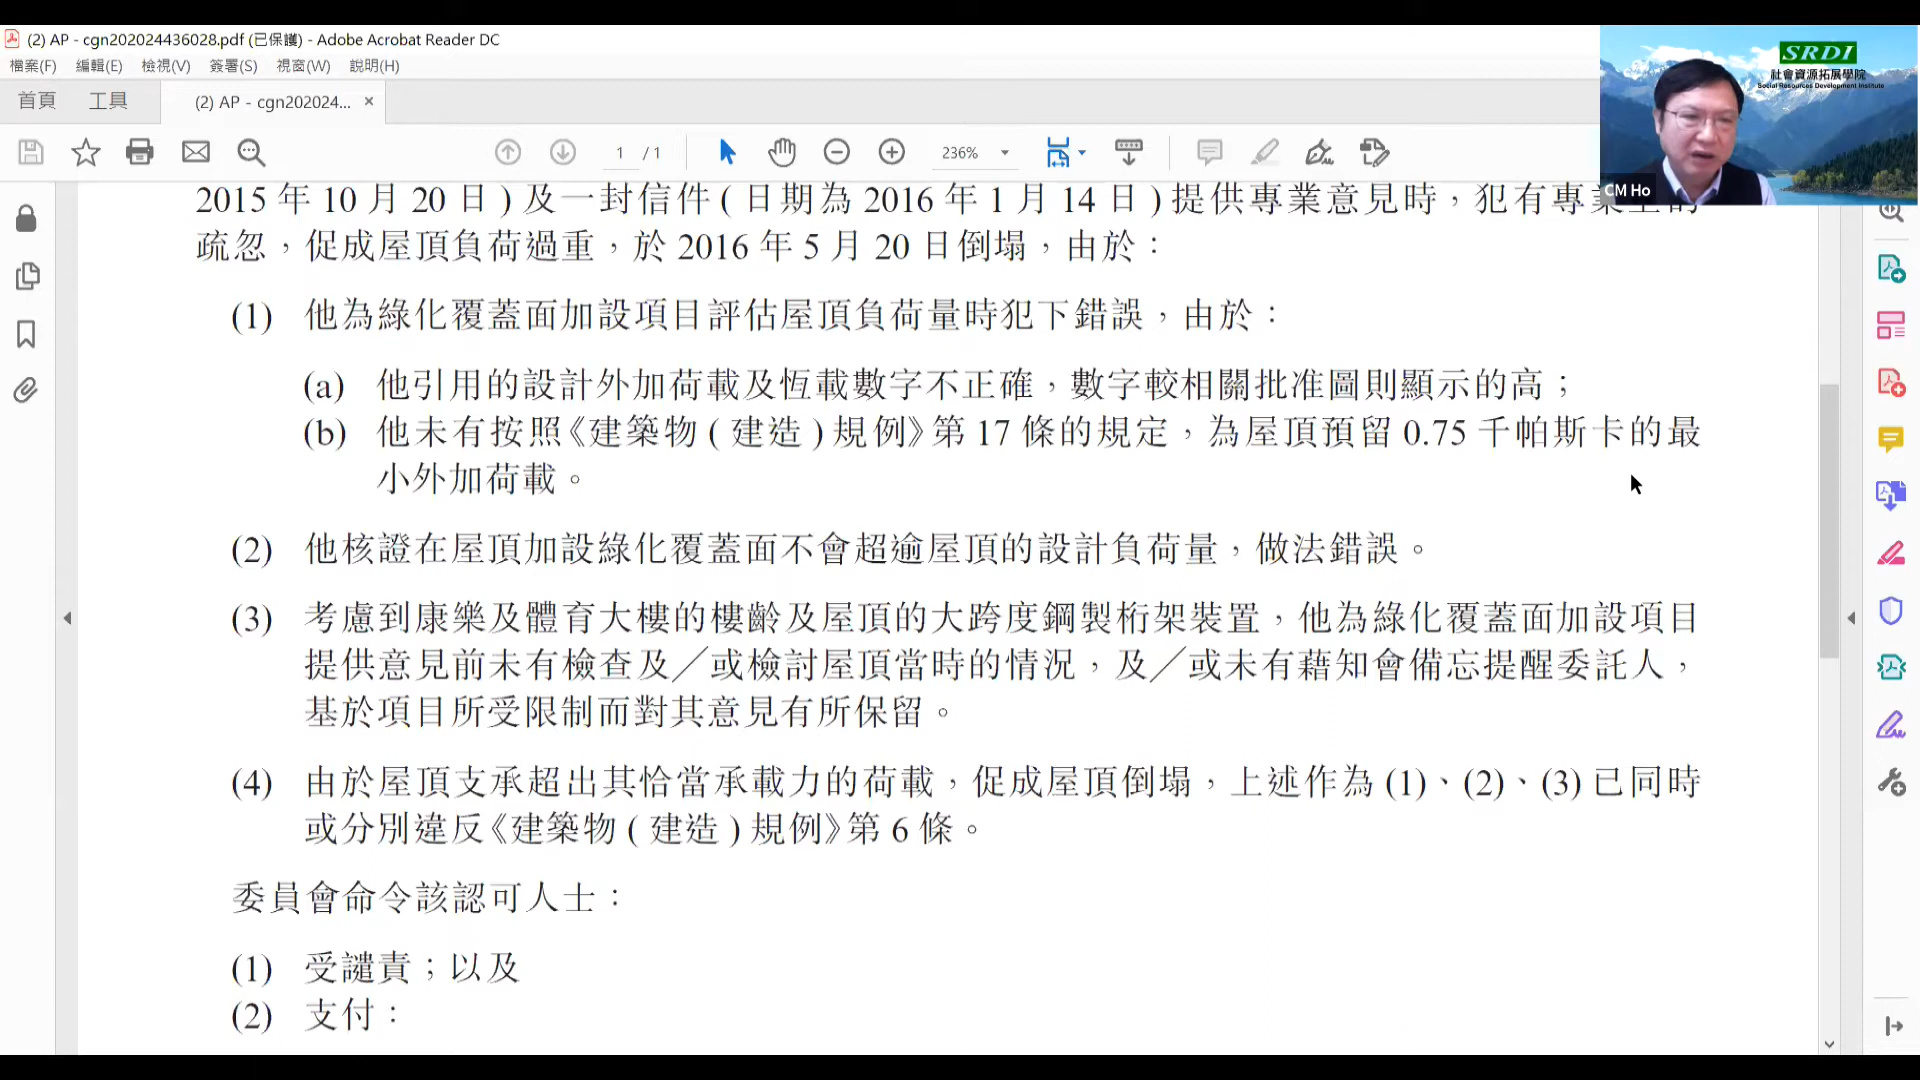 (2) AP - cgn202024436028.pdf (已保護) - Adobe Acrobat Reader DC
檔案(F) 編輯(E) 檢視(V) 簽署(S) 視窗(W) 說明(H)
首頁 工具 (2) AP - cgn202024... ×
1 / 1 236%
SRDI
社會資源拓展學院
Social Resources Development Institute
CM Ho
2015 年 10 月 20 日 ) 及一封信件 ( 日期為 2016 年 1 月 14 日 ) 提供專業意見時，犯有專業上的
疏忽，促成屋頂負荷過重，於 2016 年 5 月 20 日倒塌，由於：
(1) 他為綠化覆蓋面加設項目評估屋頂負荷量時犯下錯誤，由於：
(a) 他引用的設計外加荷載及恆載數字不正確，數字較相關批准圖則顯示的高；
(b) 他未有按照《建築物 ( 建造 ) 規例》第 17 條的規定，為屋頂預留 0.75 千帕斯卡的最
小外加荷載。
(2) 他核證在屋頂加設綠化覆蓋面不會超逾屋頂的設計負荷量，做法錯誤。
(3) 考慮到康樂及體育大樓的樓齡及屋頂的大跨度鋼製桁架裝置，他為綠化覆蓋面加設項目
提供意見前未有檢查及／或檢討屋頂當時的情況，及／或未有藉知會備忘提醒委託人，
基於項目所受限制而對其意見有所保留。
(4) 由於屋頂支承超出其恰當承載力的荷載，促成屋頂倒塌，上述作為 (1)、(2)、(3) 已同時
或分別違反《建築物 ( 建造 ) 規例》第 6 條。
委員會命令該認可人士：
(1) 受譴責；以及
(2) 支付：